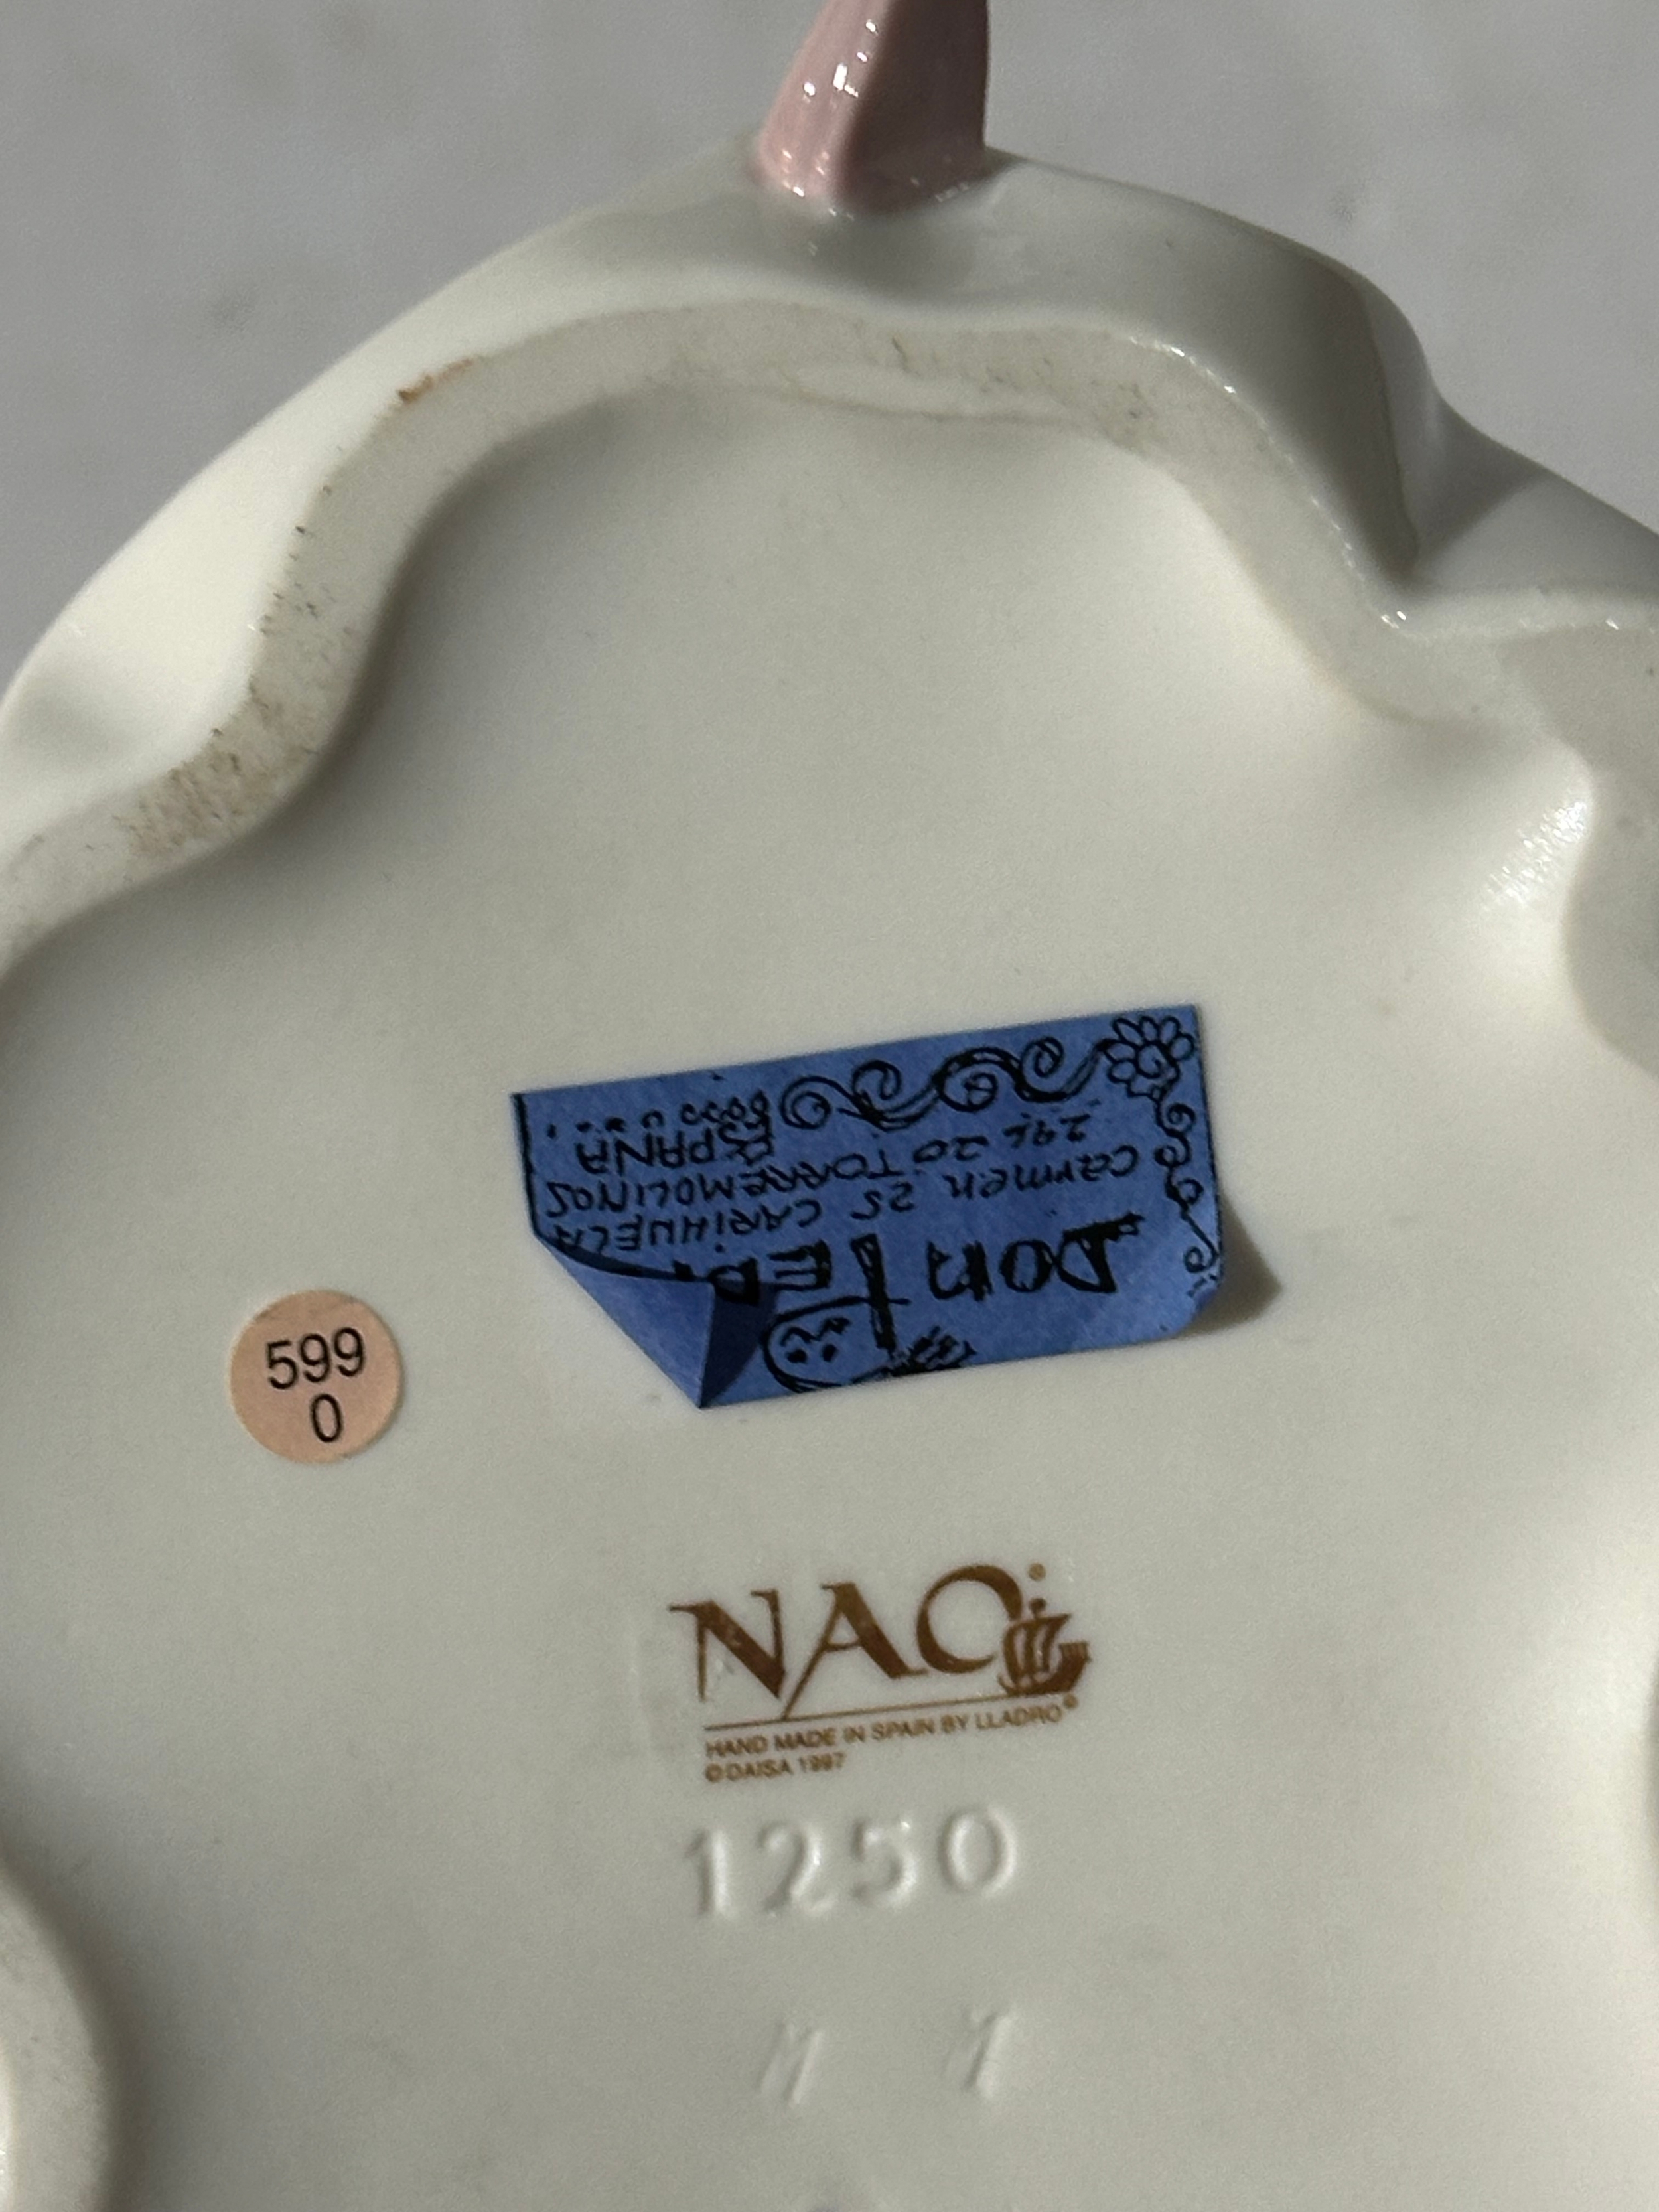 DON
Carmen 25 CARIHUELA
29620 TORREMOLINOS
ESPAÑA
599
0
NAO®
HAND MADE IN SPAIN BY LLADRO®
© DAISA 1997
1250